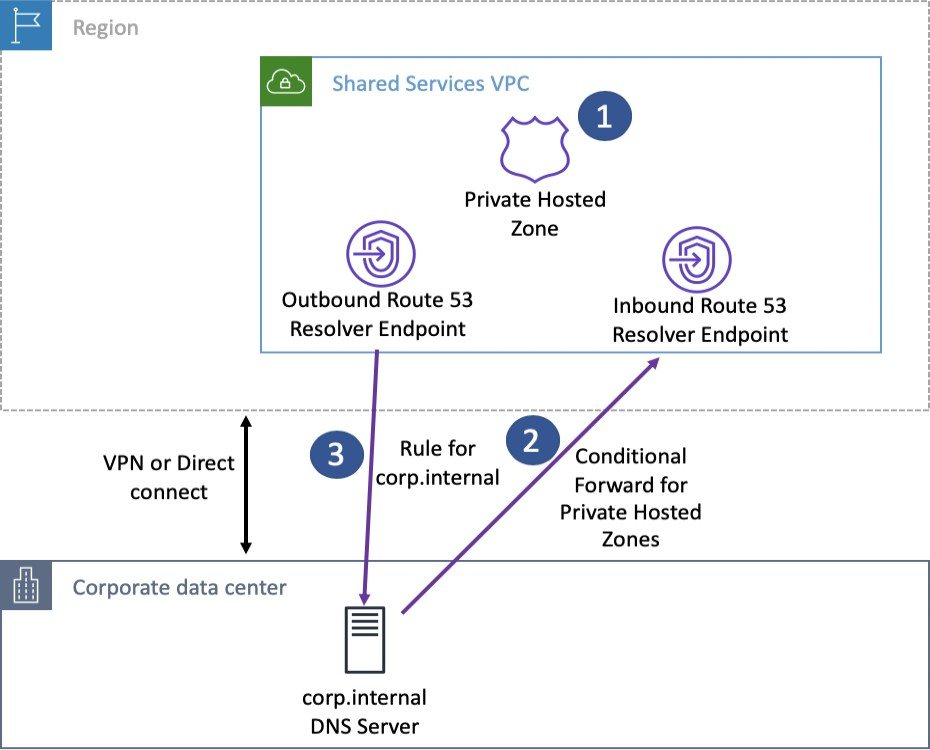 Region
Shared Services VPC
1
Private Hosted
Zone
Outbound Route 53
Resolver Endpoint
Inbound Route 53
Resolver Endpoint
VPN or Direct
connect
3
Rule for
corp.internal
2
Conditional
Forward for
Private Hosted
Zones
Corporate data center
corp.internal
DNS Server